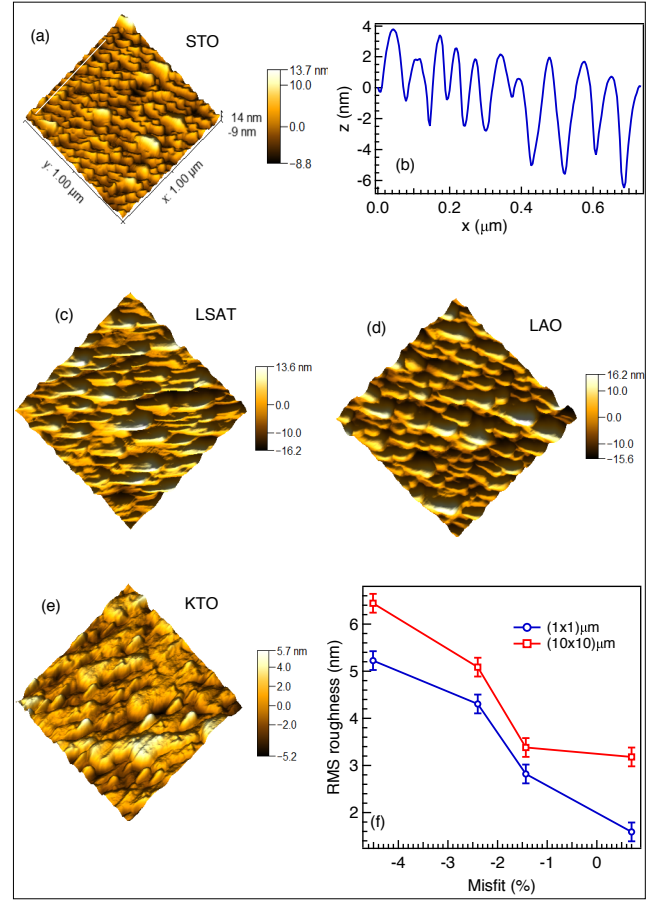 (a)
STO
13.7 nm
10.0
0.0
-8.8
14 nm
-9 nm
y: 1.00 µm
x: 1.00 µm
4
2
0
-2
-4
-6
z (nm)
(b)
0.0
0.2
0.4
0.6
x (µm)
(c)
LSAT
13.6 nm
0.0
-10.0
-16.2
(d)
LAO
16.2 nm
10.0
0.0
-10.0
-15.6
(e)
KTO
5.7 nm
4.0
2.0
0.0
-2.0
-5.2
6
5
4
3
2
RMS roughness (nm)
(1x1)µm
(10x10)µm
(f)
-4
-3
-2
-1
0
Misfit (%)